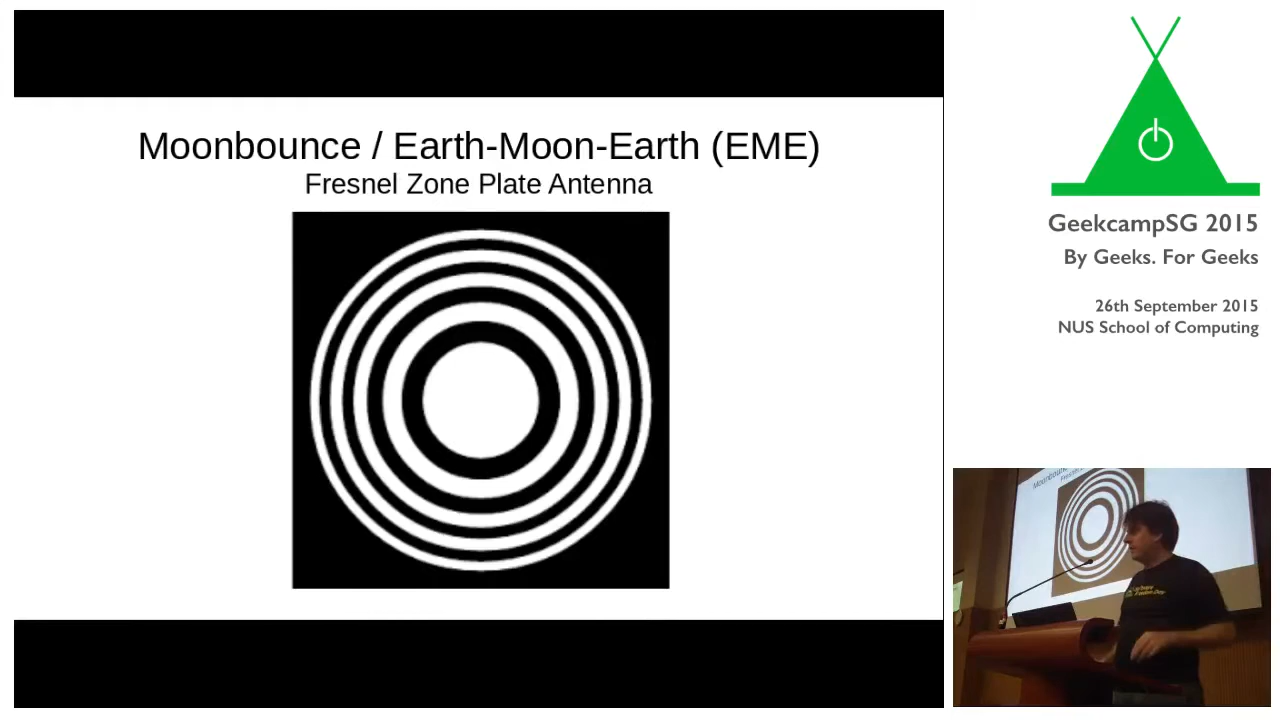 Moonbounce / Earth-Moon-Earth (EME)
Fresnel Zone Plate Antenna
GeekcampSG 2015
By Geeks. For Geeks
26th September 2015
NUS School of Computing
Moonbounce